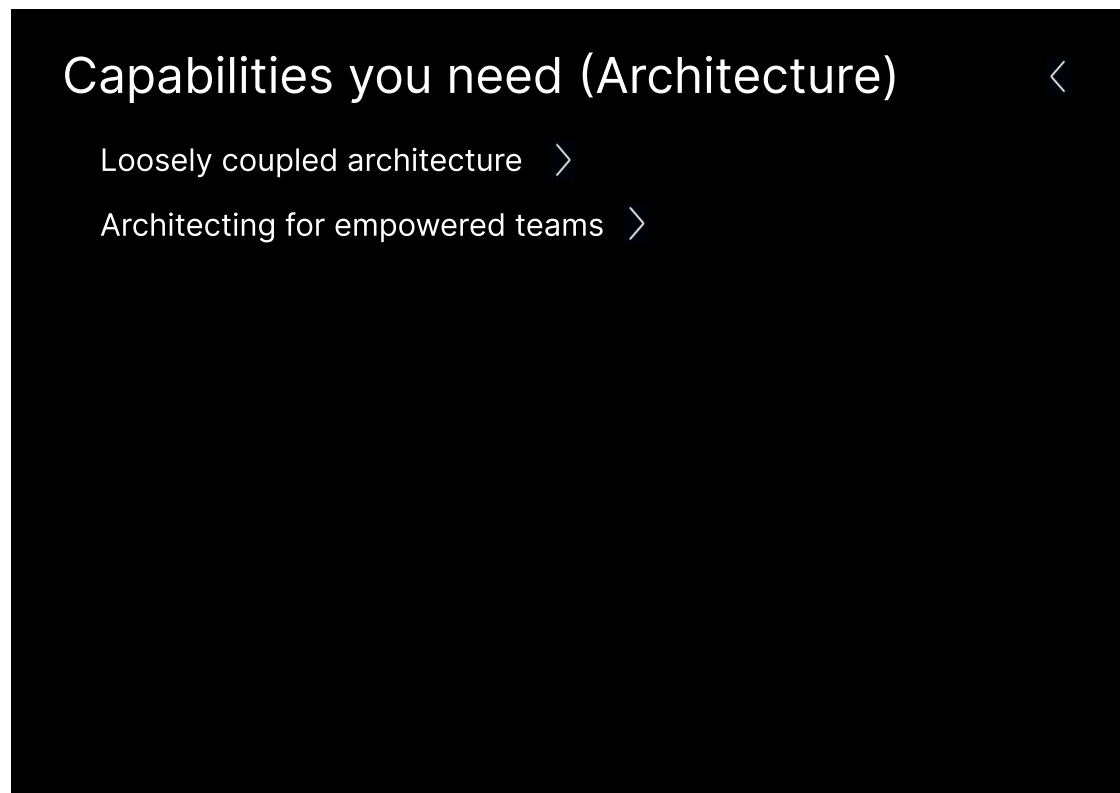 Capabilities you need (Architecture)
Loosely coupled architecture
Architecting for empowered teams